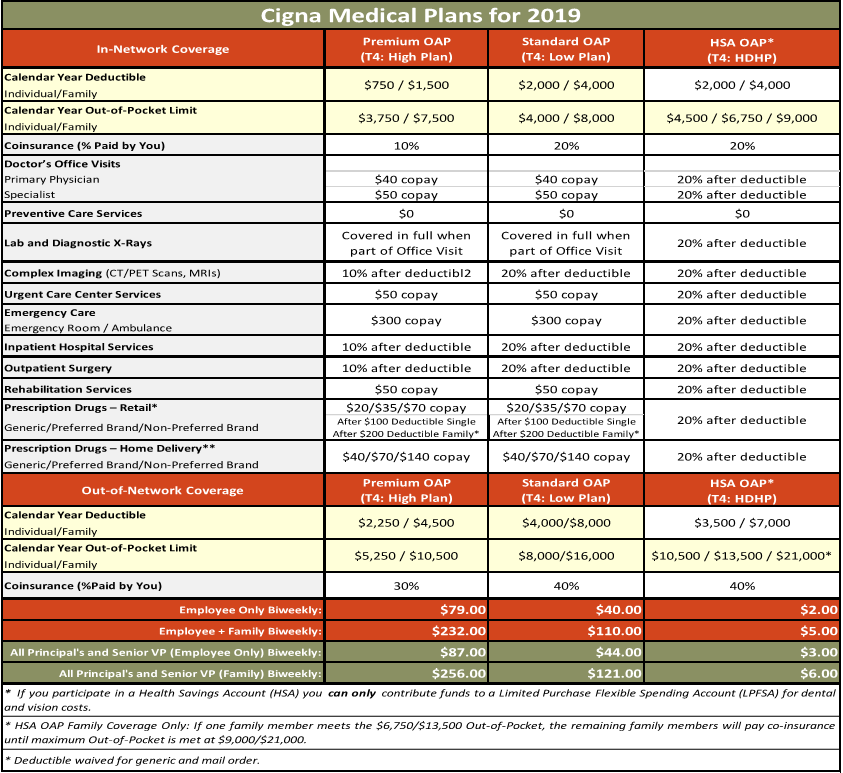 Cigna Medical Plans for 2019
In-Network Coverage
Premium OAP
(T4: High Plan)
Standard OAP
(T4: Low Plan)
HSA OAP*
(T4: HDHP)
Calendar Year Deductible
Individual/Family
$750 / $1,500
$2,000 / $4,000
$2,000 / $4,000
Calendar Year Out-of-Pocket Limit
Individual/Family
$3,750 / $7,500
$4,000 / $8,000
$4,500 / $6,750 / $9,000
Coinsurance (% Paid by You)
10%
20%
20%
Doctor's Office Visits
Primary Physician
$40 copay
$40 copay
20% after deductible
Specialist
$50 copay
$50 copay
20% after deductible
Preventive Care Services
$0
$0
$0
Lab and Diagnostic X-Rays
Covered in full when
part of Office Visit
Covered in full when
part of Office Visit
20% after deductible
Complex Imaging (CT/PET Scans, MRIs)
10% after deductibl2
20% after deductible
20% after deductible
Urgent Care Center Services
$50 copay
$50 copay
20% after deductible
Emergency Care
Emergency Room / Ambulance
$300 copay
$300 copay
20% after deductible
Inpatient Hospital Services
10% after deductible
20% after deductible
20% after deductible
Outpatient Surgery
10% after deductible
20% after deductible
20% after deductible
Rehabilitation Services
$50 copay
$50 copay
20% after deductible
Prescription Drugs – Retail*
Generic/Preferred Brand/Non-Preferred Brand
$20/$35/$70 copay
After $100 Deductible Single
After $200 Deductible Family*
$20/$35/$70 copay
After $100 Deductible Single
After $200 Deductible Family*
20% after deductible
Prescription Drugs – Home Delivery**
Generic/Preferred Brand/Non-Preferred Brand
$40/$70/$140 copay
$40/$70/$140 copay
20% after deductible
Out-of-Network Coverage
Premium OAP
(T4: High Plan)
Standard OAP
(T4: Low Plan)
HSA OAP*
(T4: HDHP)
Calendar Year Deductible
Individual/Family
$2,250 / $4,500
$4,000/$8,000
$3,500 / $7,000
Calendar Year Out-of-Pocket Limit
Individual/Family
$5,250 / $10,500
$8,000/$16,000
$10,500 / $13,500 / $21,000*
Coinsurance (%Paid by You)
30%
40%
40%
Employee Only Biweekly:
$79.00
$40.00
$2.00
Employee + Family Biweekly:
$232.00
$110.00
$5.00
All Principal's and Senior VP (Employee Only) Biweekly:
$87.00
$44.00
$3.00
All Principal's and Senior VP (Family) Biweekly:
$256.00
$121.00
$6.00
* If you participate in a Health Savings Account (HSA) you can only contribute funds to a Limited Purchase Flexible Spending Account (LPFSA) for dental
and vision costs.
* HSA OAP Family Coverage Only: If one family member meets the $6,750/$13,500 Out-of-Pocket, the remaining family members will pay co-insurance
until maximum Out-of-Pocket is met at $9,000/$21,000.
* Deductible waived for generic and mail order.